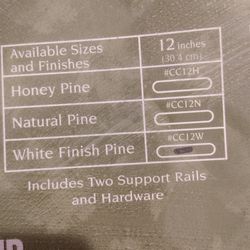 Available Sizes and Finishes 12 inches (30.4 cm)
Honey Pine #CC12H
Natural Pine #CC12N
White Finish Pine #CC12W
Includes Two Support Rails
and Hardware